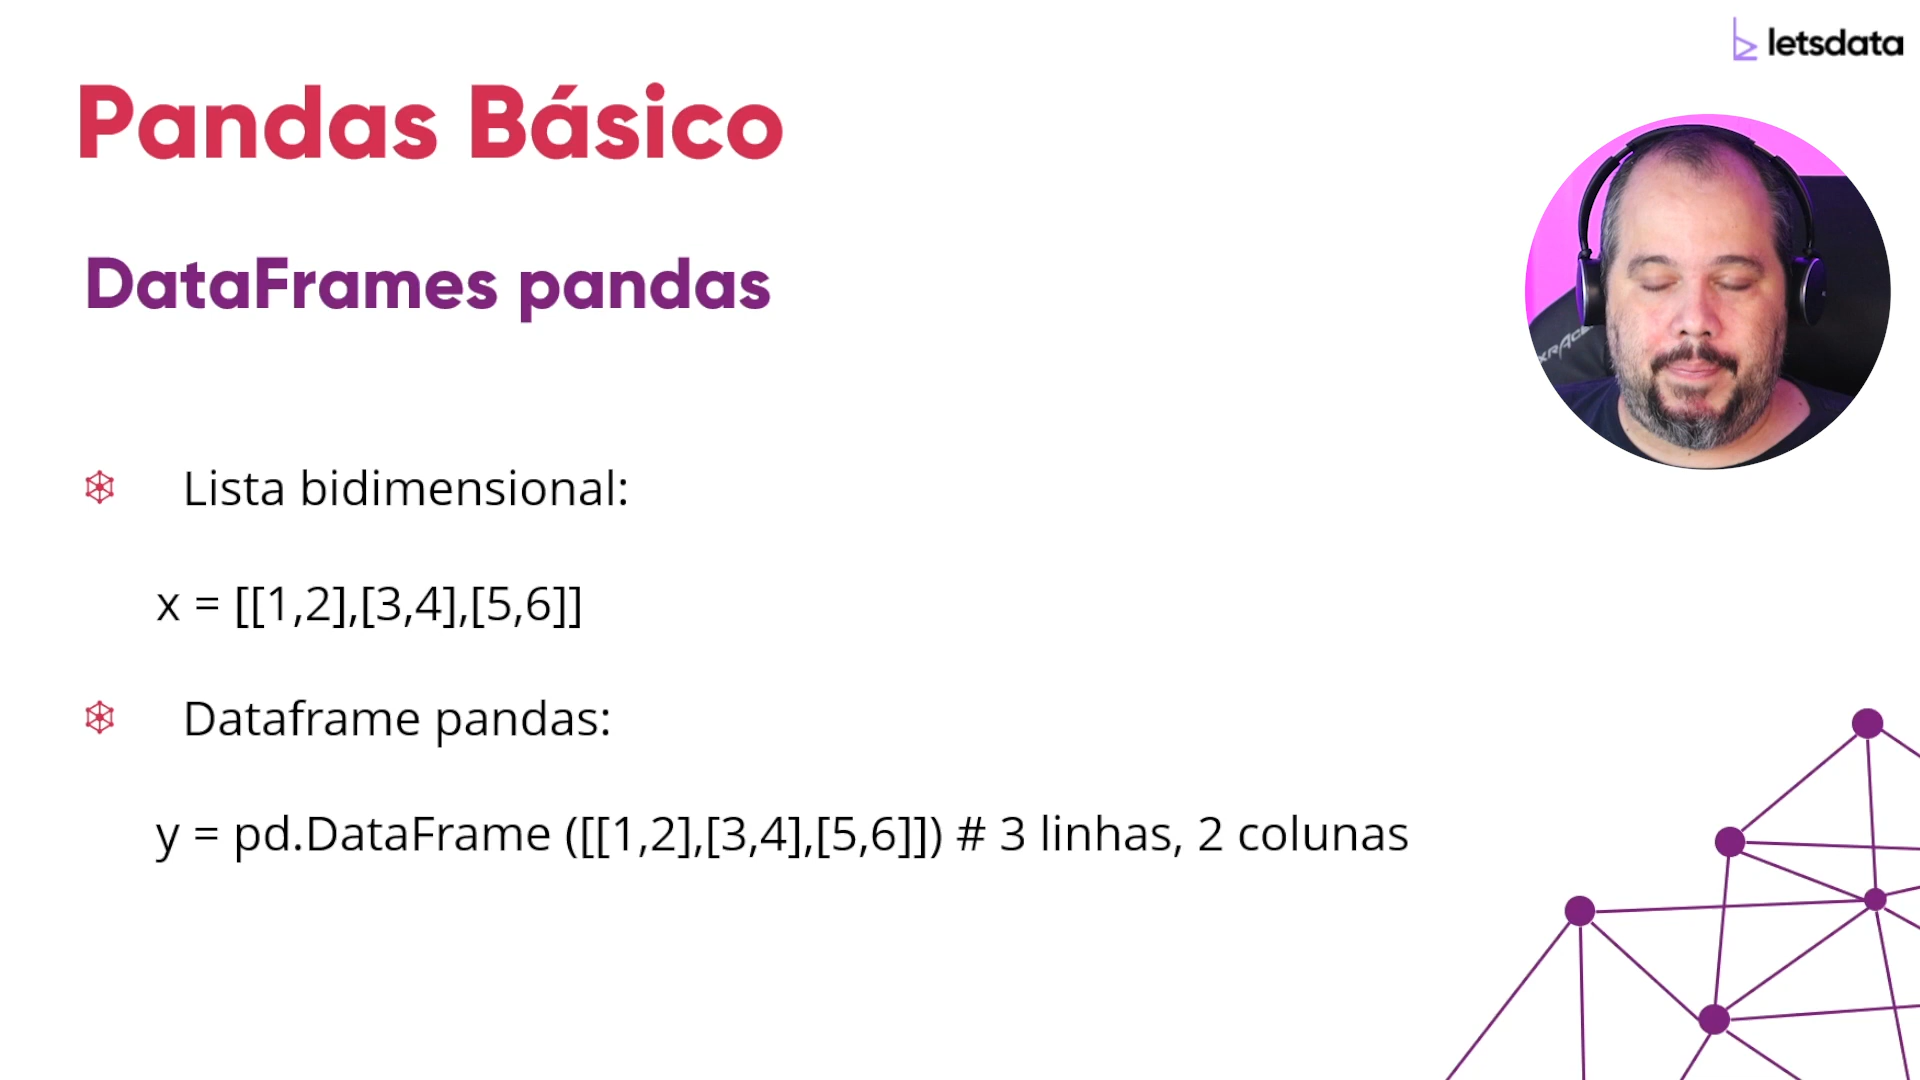 letsdata
Pandas Básico
DataFrames pandas
Lista bidimensional:
x = [[1,2],[3,4],[5,6]]
Dataframe pandas:
y = pd.DataFrame ([[1,2],[3,4],[5,6]]) # 3 linhas, 2 colunas